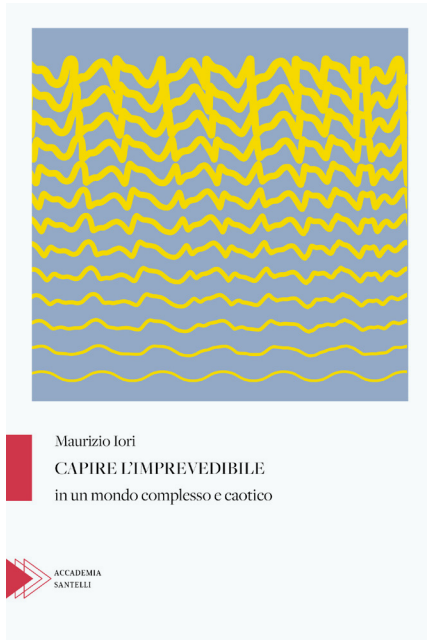 Maurizio Iori
CAPIRE L'IMPREVEDIBILE
in un mondo complesso e caotico
ACCADEMIA
SANTELLI